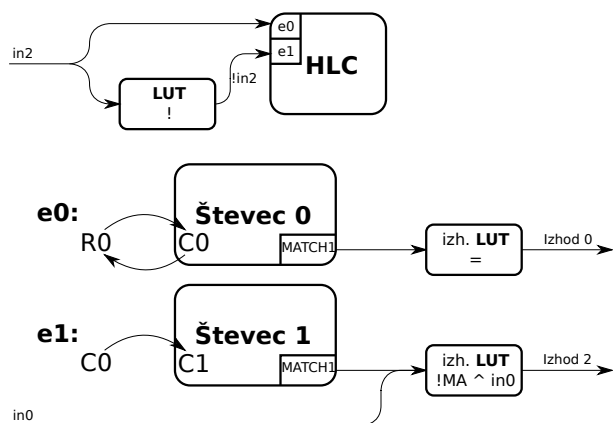 in2
e0
e1
HLC
!in2
LUT
!
e0:
Števec 0
R0
C0
MATCH1
izh. LUT
=
Izhod 0
e1:
Števec 1
C0
C1
MATCH1
izh. LUT
!MA ^ in0
Izhod 2
in0